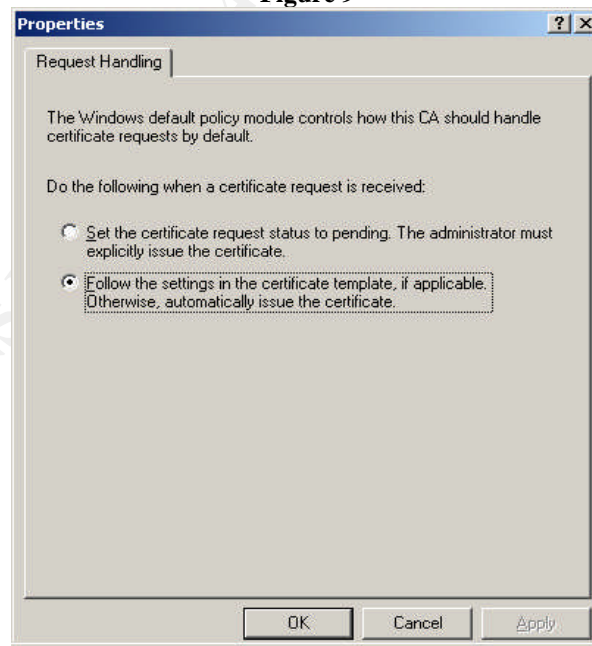 Figure 9
Properties
Request Handling
The Windows default policy module controls how this CA should handle
certificate requests by default.
Do the following when a certificate request is received:
Set the certificate request status to pending. The administrator must
explicitly issue the certificate.
Follow the settings in the certificate template, if applicable.
Otherwise, automatically issue the certificate.
OK Cancel Apply